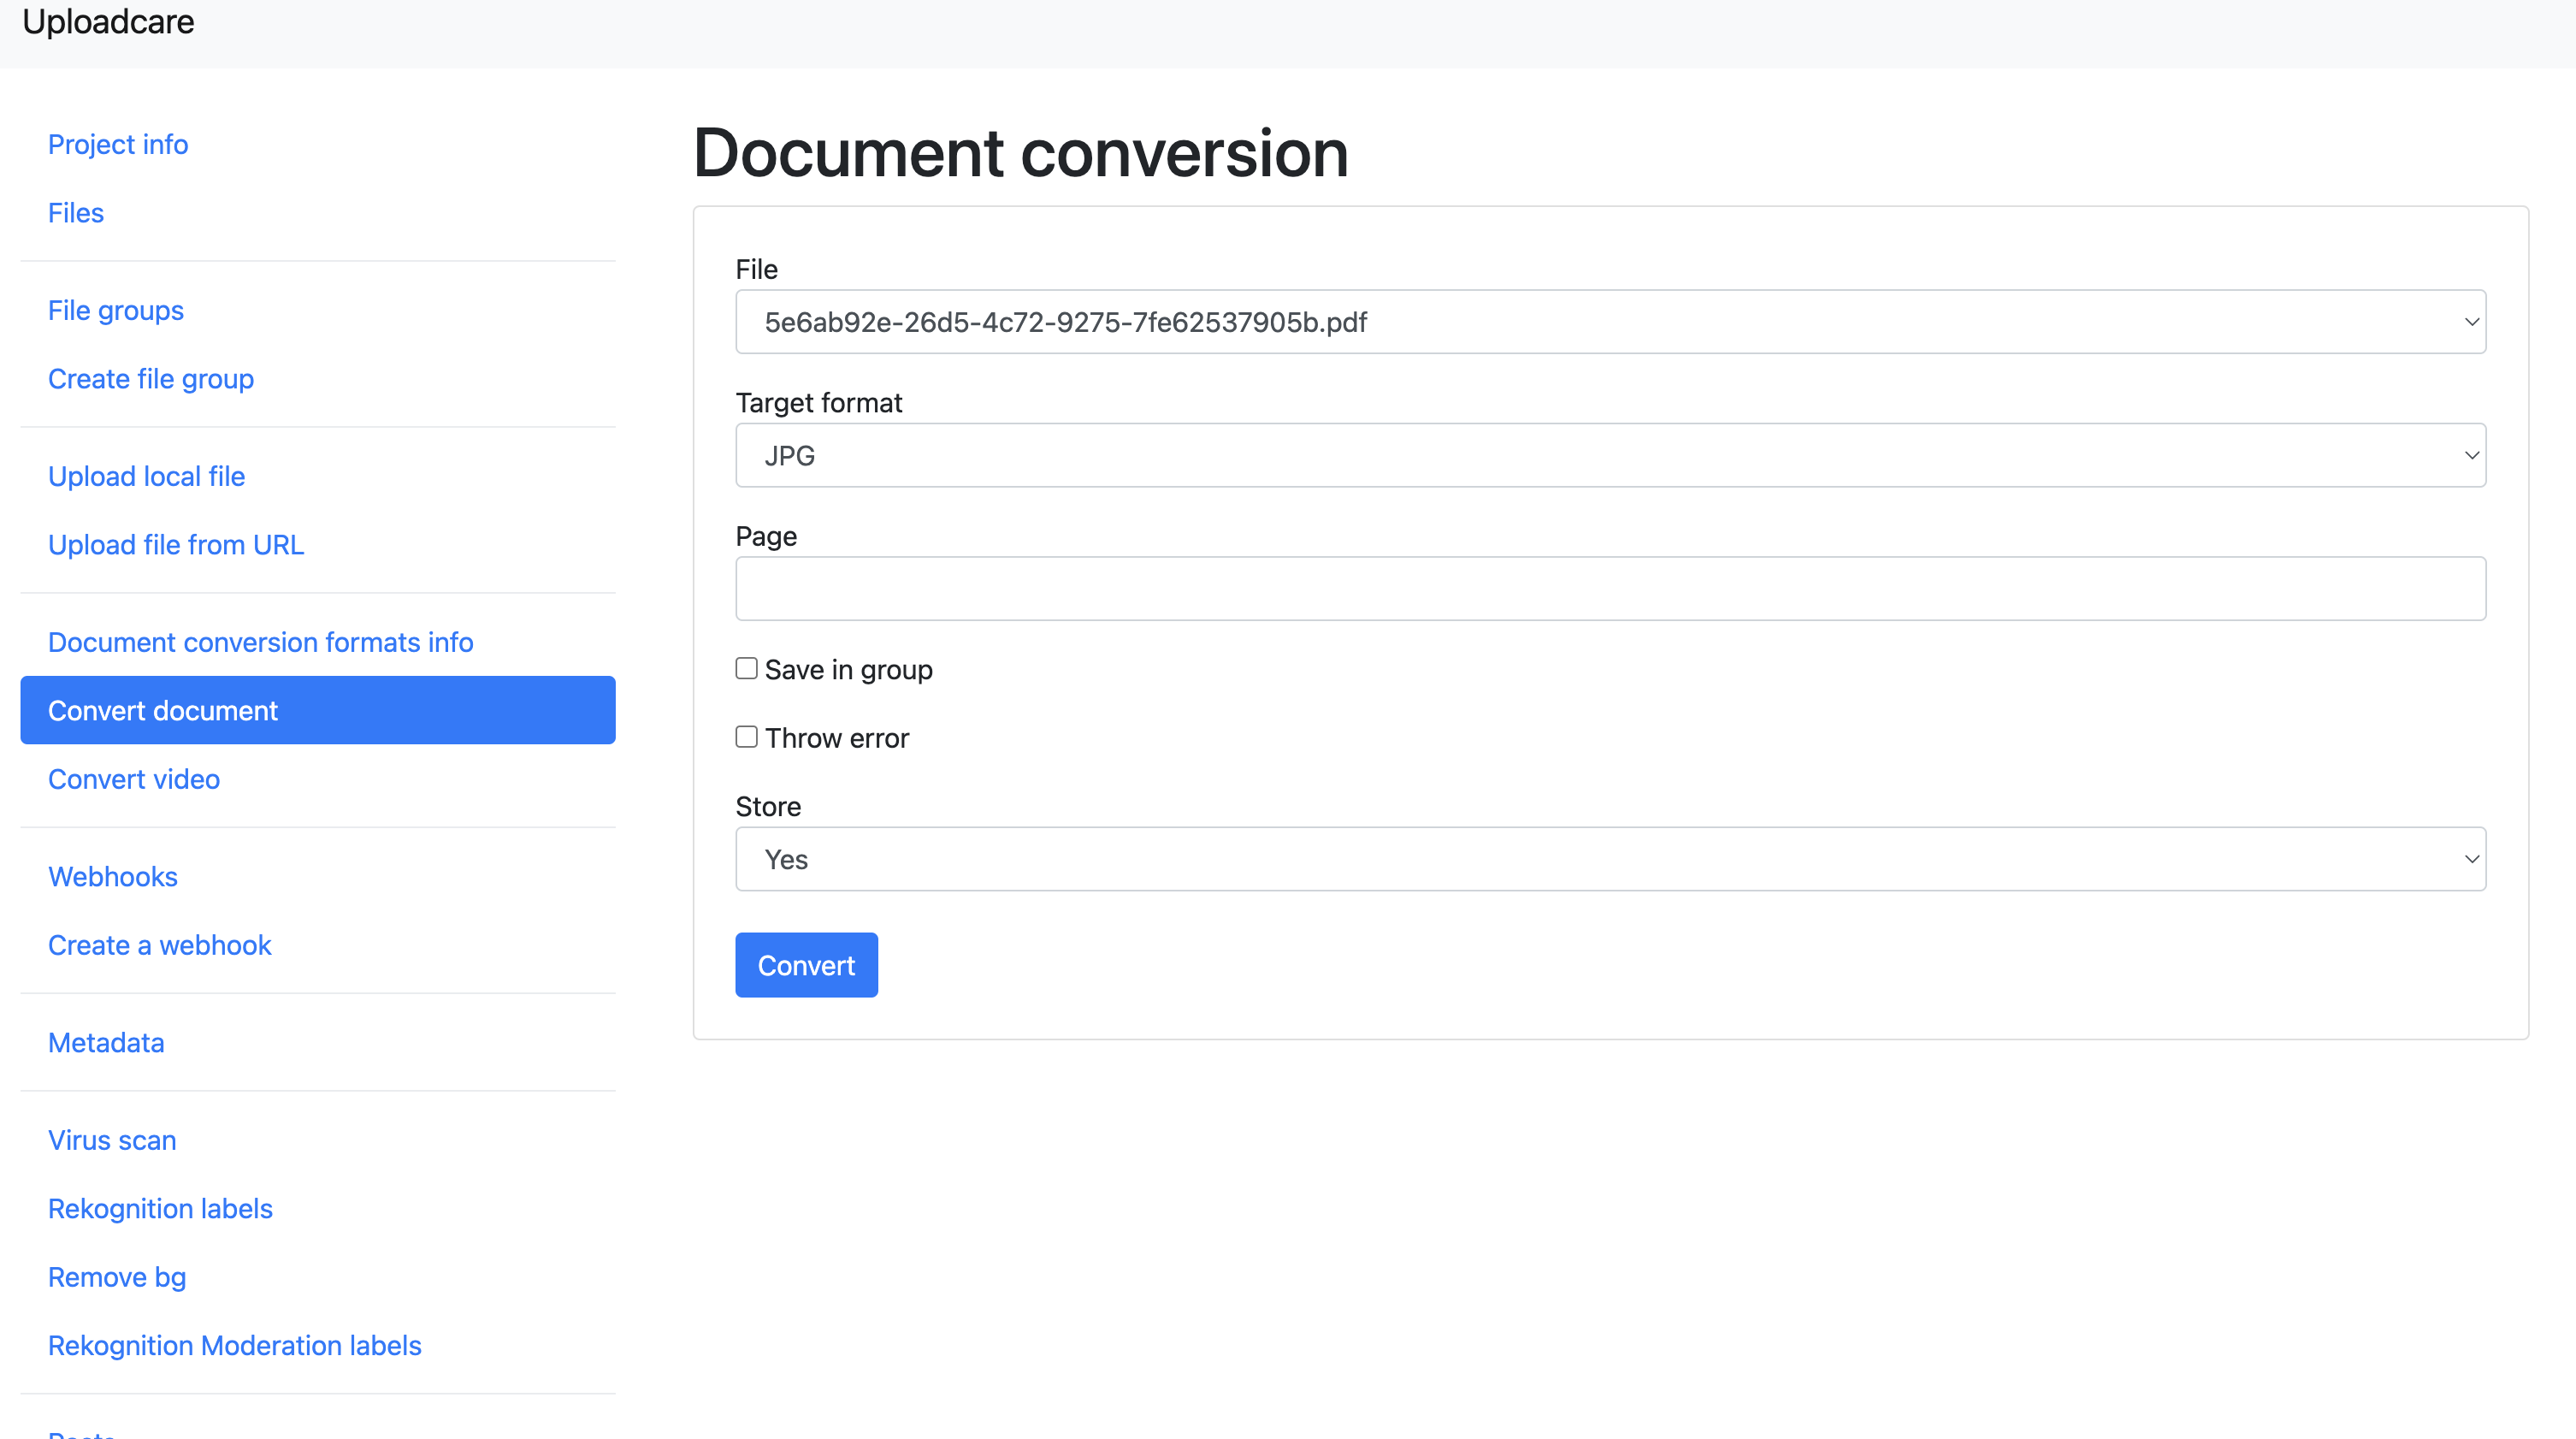 Uploadcare
Project info
Files
File groups
Create file group
Upload local file
Upload file from URL
Document conversion formats info
Convert document
Convert video
Webhooks
Create a webhook
Metadata
Virus scan
Rekognition labels
Remove bg
Rekognition Moderation labels
Document conversion
File
5e6ab92e-26d5-4c72-9275-7fe62537905b.pdf
Target format
JPG
Page
Save in group
Throw error
Store
Yes
Convert